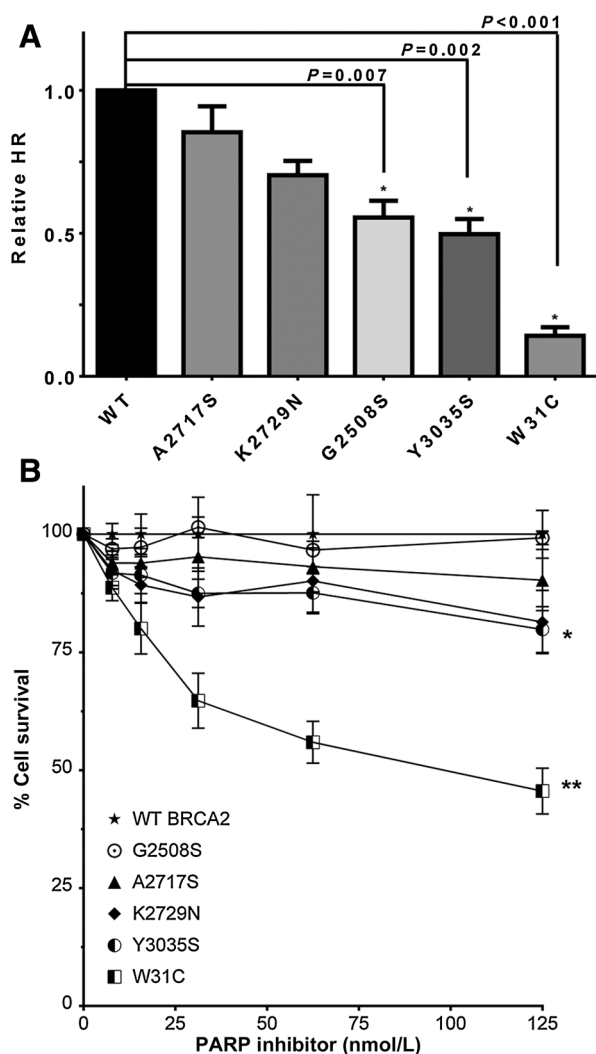 A
P<0.001
P=0.002
P=0.007
Relative HR
1.0
0.5
0.0
*
*
*
WT
A2717S
K2729N
G2508S
Y3035S
W31C
B
% Cell survival
100
75
50
25
0
*
**
WT BRCA2
G2508S
A2717S
K2729N
Y3035S
W31C
0
25
50
75
100
125
PARP inhibitor (nmol/L)